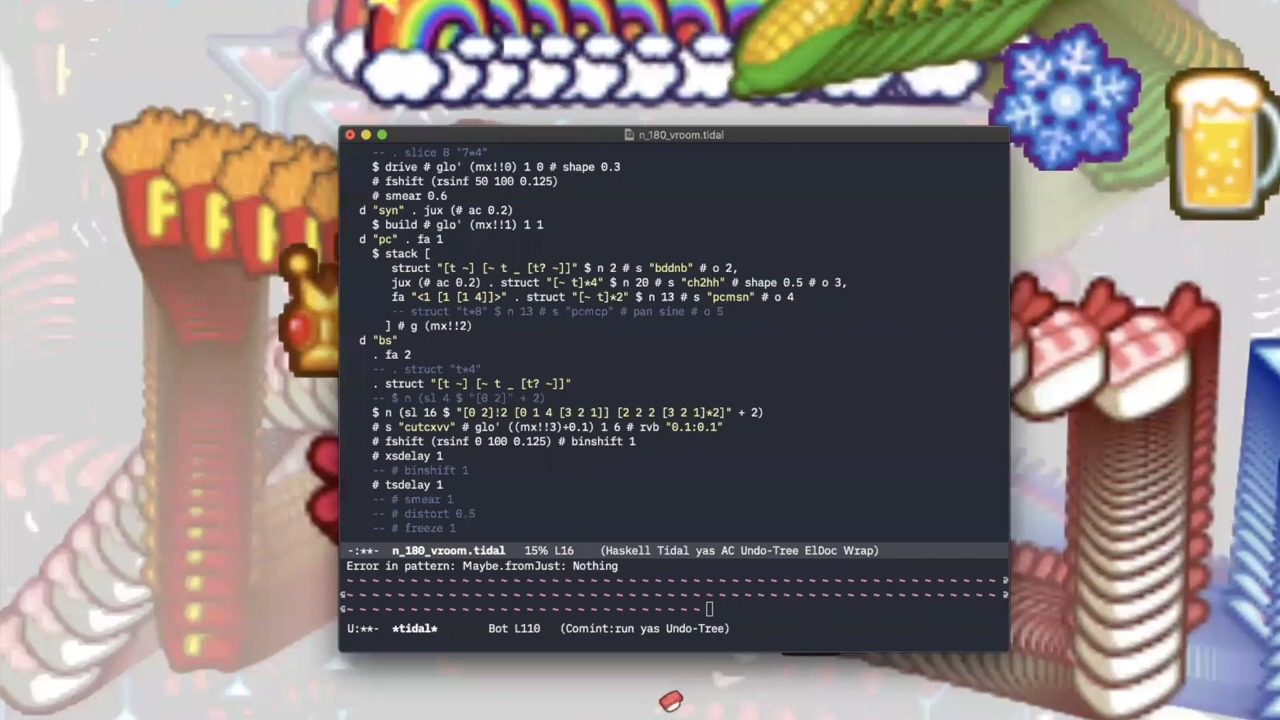 n_180_vroom.tidal
-- . slice 8 "7*4"
$ drive # glo' (mx!!0) 1 0 # shape 0.3
# fshift (rsinf 50 100 0.125)
# smear 0.6
d "syn" . jux (# ac 0.2)
$ build # glo' (mx!!1) 1 1
d "pc" . fa 1
$ stack [
struct "[t ~] [~ t _ [t? ~]]" $ n 2 # s "bddnb" # o 2,
jux (# ac 0.2) . struct "[~ t]*4" $ n 20 # s "ch2hh" # shape 0.5 # o 3,
fa "<1 [1 [1 4]]>" . struct "[~ t]*2" $ n 13 # s "pcmsn" # o 4
-- struct "t*8" $ n 13 # s "pcmcp" # pan sine # o 5
] # g (mx!!2)
d "bs"
. fa 2
-- . struct "t*4"
. struct "[t ~] [~ t _ [t? ~]]"
-- $ n (sl 4 $ "[0 2]" + 2)
$ n (sl 16 $ "[0 2]!2 [0 1 4 [3 2 1]] [2 2 2 [3 2 1]*2]" + 2)
# s "cutcxvv" # glo' ((mx!!3)+0.1) 1 6 # rvb "0.1:0.1"
# fshift (rsinf 0 100 0.125) # binshift 1
# xsdelay 1
-- # binshift 1
# tsdelay 1
-- # smear 1
-- # distort 0.5
-- # freeze 1
-:**- n_180_vroom.tidal 15% L16 (Haskell Tidal yas AC Undo-Tree ElDoc Wrap)
Error in pattern: Maybe.fromJust: Nothing
U:**- *tidal* Bot L110 (Comint:run yas Undo-Tree)